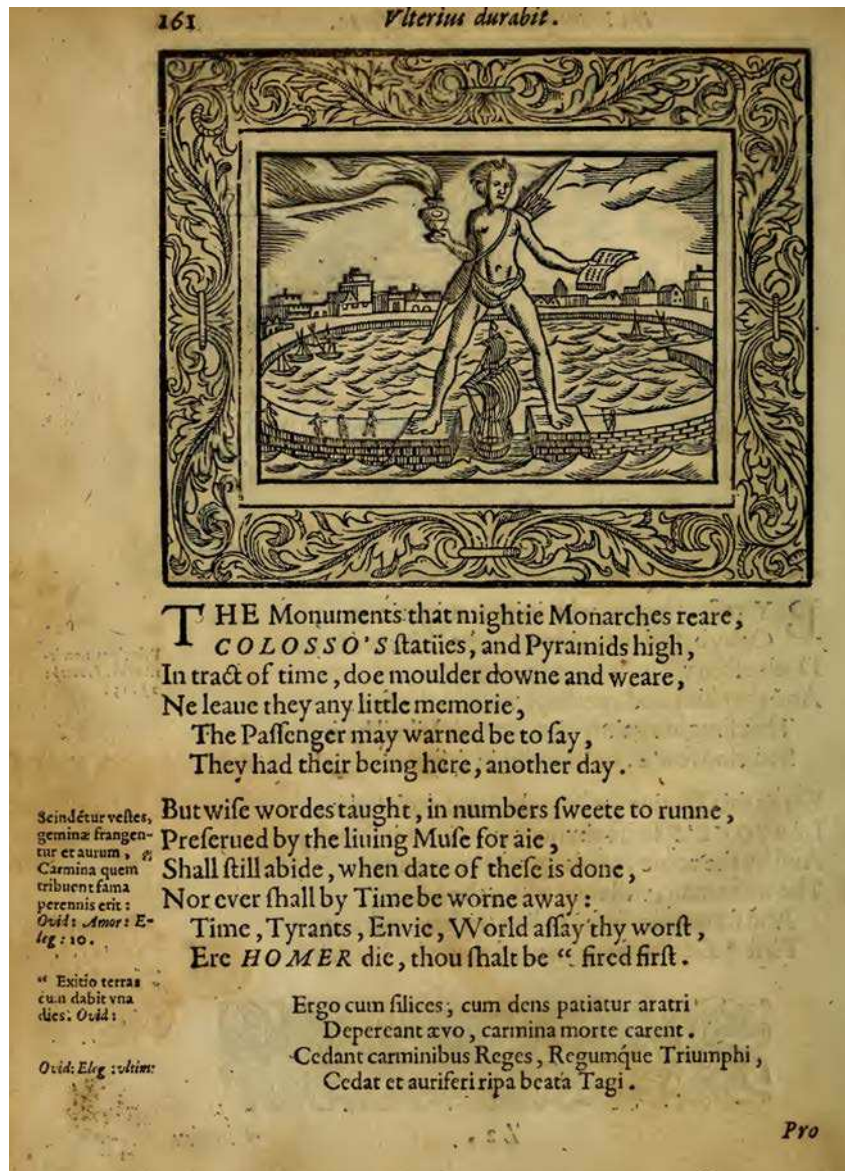 161
Vlterius durabit.
THE Monuments that mightie Monarches reare,
COLOSSO'S statües, and Pyramids high,
In tract of time, doe moulder downe and weare,
Ne leaue they any little memorie,
The Passenger may warned be to say,
They had their being here, another day.
But wise wordes taught, in numbers sweete to runne,
Preserued by the liuing Muse for aie,
Shall still abide, when date of these is done,
Nor ever shall by Time be worne away:
Time, Tyrants, Envie, World assay thy worst,
Ere HOMER die, thou shalt be “ fired first.
Scindétur vestes,
geminæ frangen-
tur et aurum,
Carmina quem
tribuent fama
perennis erit:
Ovid: Amor: E-
leg: 10.
“ Exitio terras
cum dabit vna
dies. Ovid:
Ergo cum silices, cum dens patiatur aratri
Depereant ævo, carmina morte carent.
Cedant carminibus Reges, Regumq́ue Triumphi,
Cedat et auriferi ripa beata Tagi.
Ovid: Eleg: vltim:
Pro